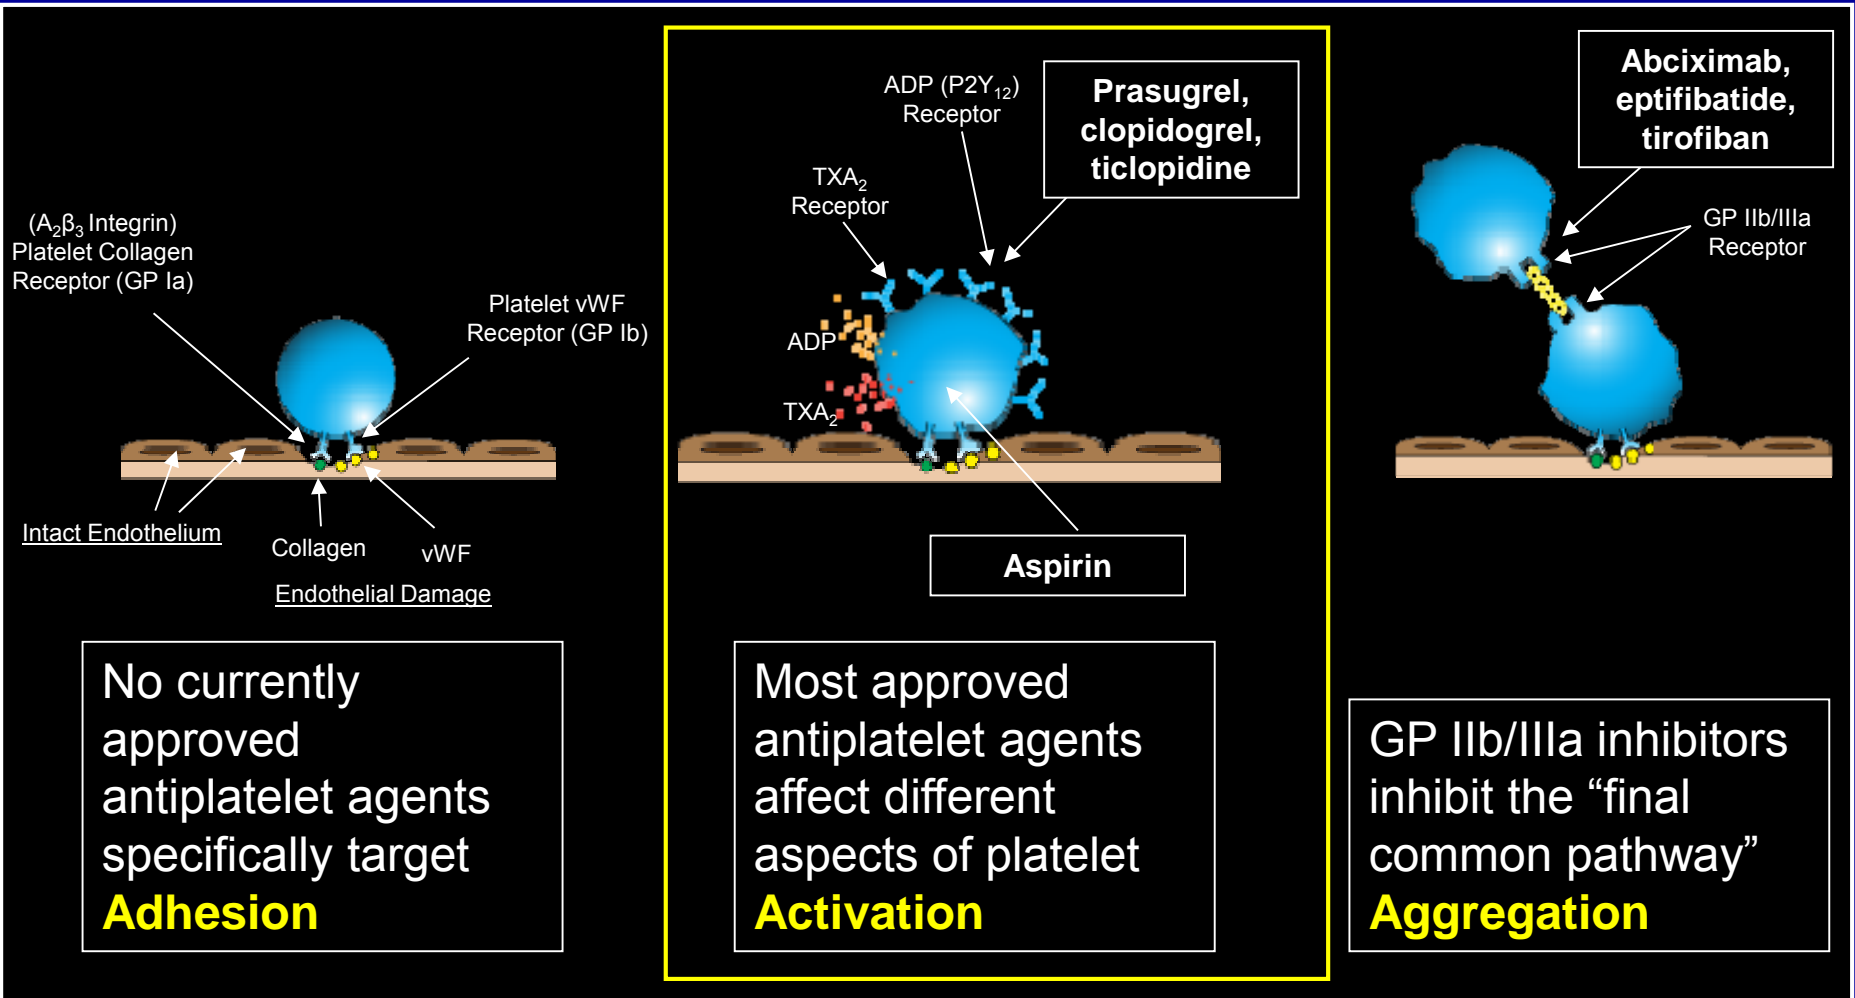 (A₂β₃ Integrin)
Platelet Collagen
Receptor (GP Ia)
Platelet vWF
Receptor (GP Ib)
Intact Endothelium
Collagen
vWF
Endothelial Damage
No currently
approved
antiplatelet agents
specifically target
Adhesion
ADP (P2Y₁₂)
Receptor
Prasugrel,
clopidogrel,
ticlopidine
TXA₂
Receptor
ADP
TXA₂
Aspirin
Most approved
antiplatelet agents
affect different
aspects of platelet
Activation
Abciximab,
eptifibatide,
tirofiban
GP IIb/IIIa
Receptor
GP IIb/IIIa inhibitors
inhibit the “final
common pathway”
Aggregation